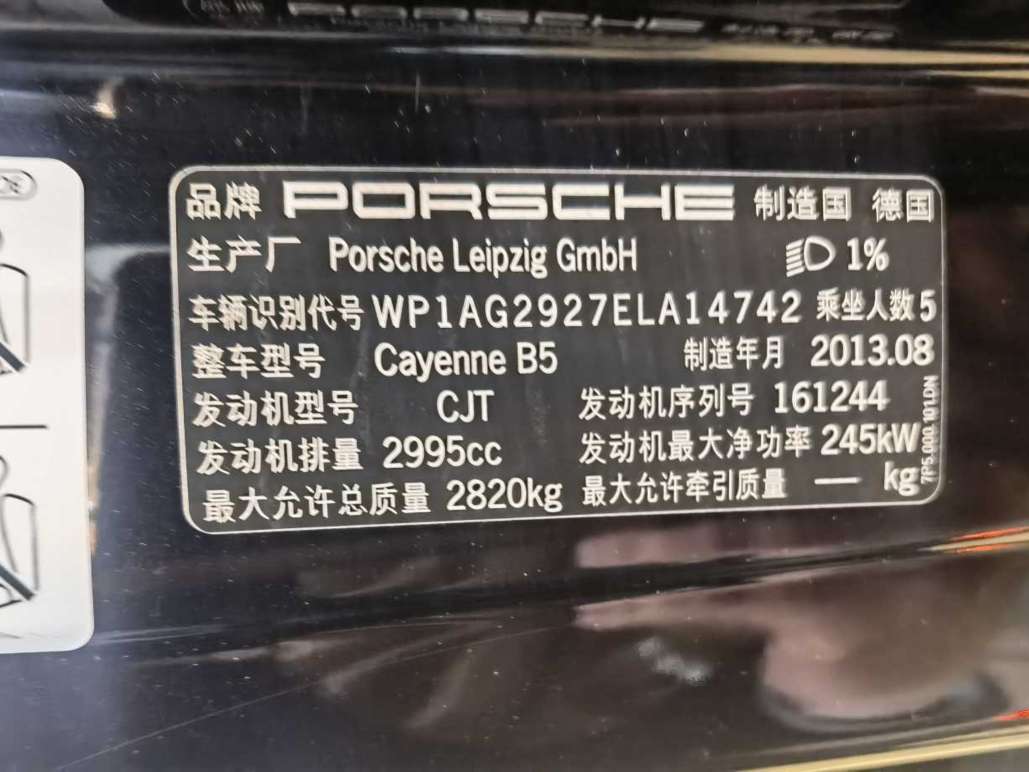 品牌 PORSCHE 制造国 德国
生产厂 Porsche Leipzig GmbH 1%
车辆识别代号 WP1AG2927ELA14742 乘坐人数 5
整车型号 Cayenne B5 制造年月 2013.08
发动机型号 CJT 发动机序列号 161244
发动机排量 2995cc 发动机最大净功率 245kW
最大允许总质量 2820kg 最大允许牵引质量 — kg
7P5.000.101.DN